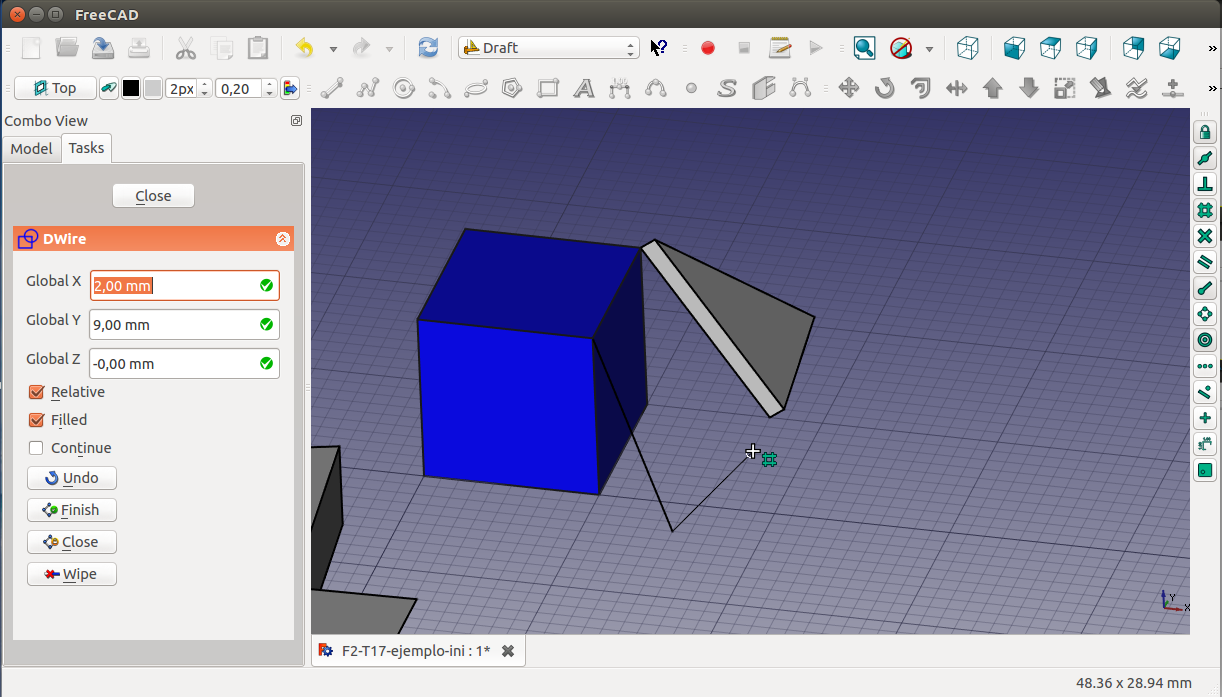 FreeCAD
Draft
Top
2px
0,20
Combo View
Model
Tasks
Close
DWire
Global X
2,00 mm
Global Y
9,00 mm
Global Z
-0,00 mm
Relative
Filled
Continue
Undo
Finish
Close
Wipe
Y
X
F2-T17-ejemplo-ini : 1*
48.36 x 28.94 mm